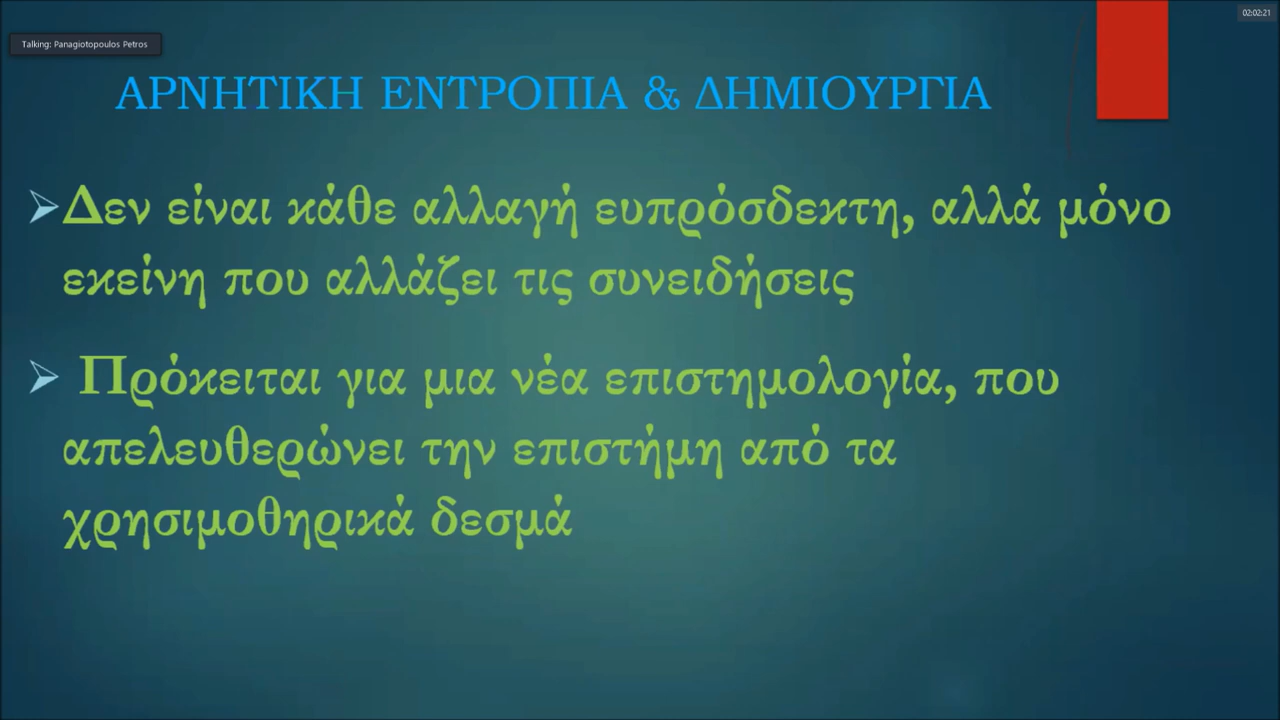 02:02:21
Talking: Panagiotopoulos Petros
ΑΡΝΗΤΙΚΗ ΕΝΤΡΟΠΙΑ & ΔΗΜΙΟΥΡΓΙΑ
➢Δεν είναι κάθε αλλαγή ευπρόσδεκτη, αλλά μόνο
εκείνη που αλλάζει τις συνειδήσεις
➢ Πρόκειται για μια νέα επιστημολογία, που
απελευθερώνει την επιστήμη από τα
χρησιμοθηρικά δεσμά